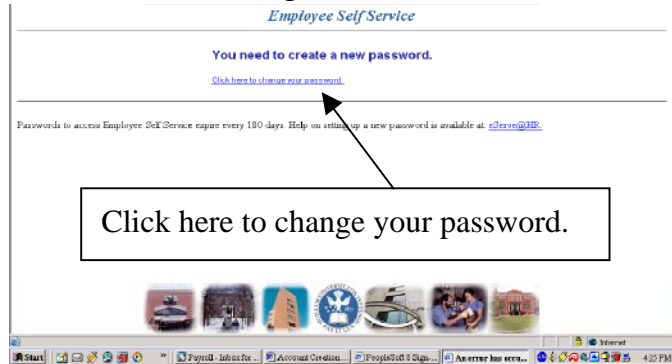 Employee Self Service
You need to create a new password.
Click here to change your password.
Passwords to access Employee Self Service expire every 180 days. Help on setting up a new password is available at: eServe@HR.
Click here to change your password.
Internet
Start
Payroll - Inbox for ...
Account Creation...
PeopleSoft 8 Sign-...
An error has occu...
4:25 PM